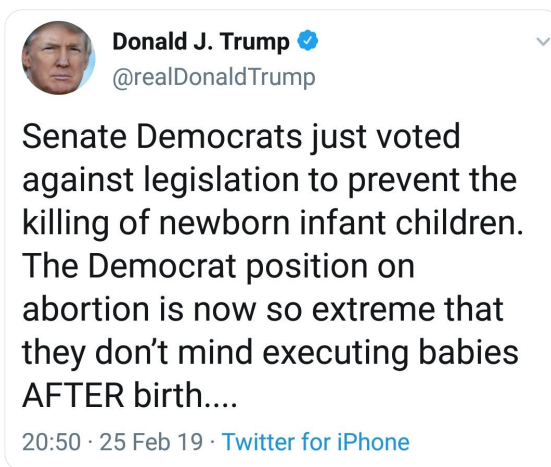 Donald J. Trump
@realDonaldTrump
Senate Democrats just voted
against legislation to prevent the
killing of newborn infant children.
The Democrat position on
abortion is now so extreme that
they don’t mind executing babies
AFTER birth....
20:50 · 25 Feb 19 · Twitter for iPhone